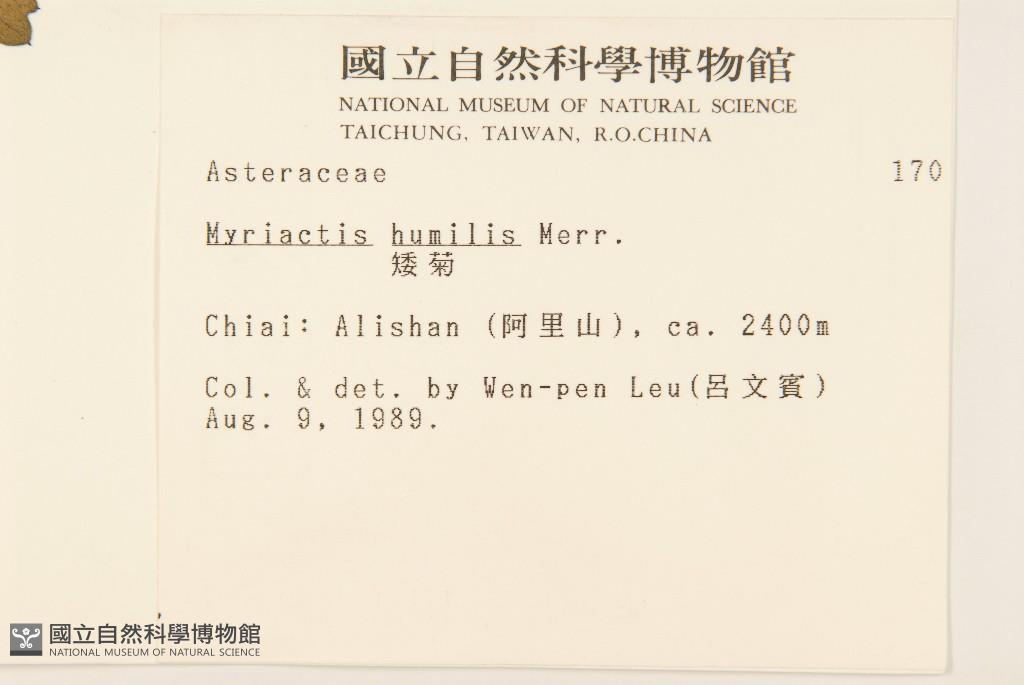 國立自然科學博物館
NATIONAL MUSEUM OF NATURAL SCIENCE
TAICHUNG, TAIWAN, R.O.CHINA
Asteraceae 170
Myriactis humilis Merr.
矮菊
Chiai: Alishan (阿里山), ca. 2400m
Col. & det. by Wen-pen Leu(呂文賓)
Aug. 9, 1989.
國立自然科學博物館
NATIONAL MUSEUM OF NATURAL SCIENCE